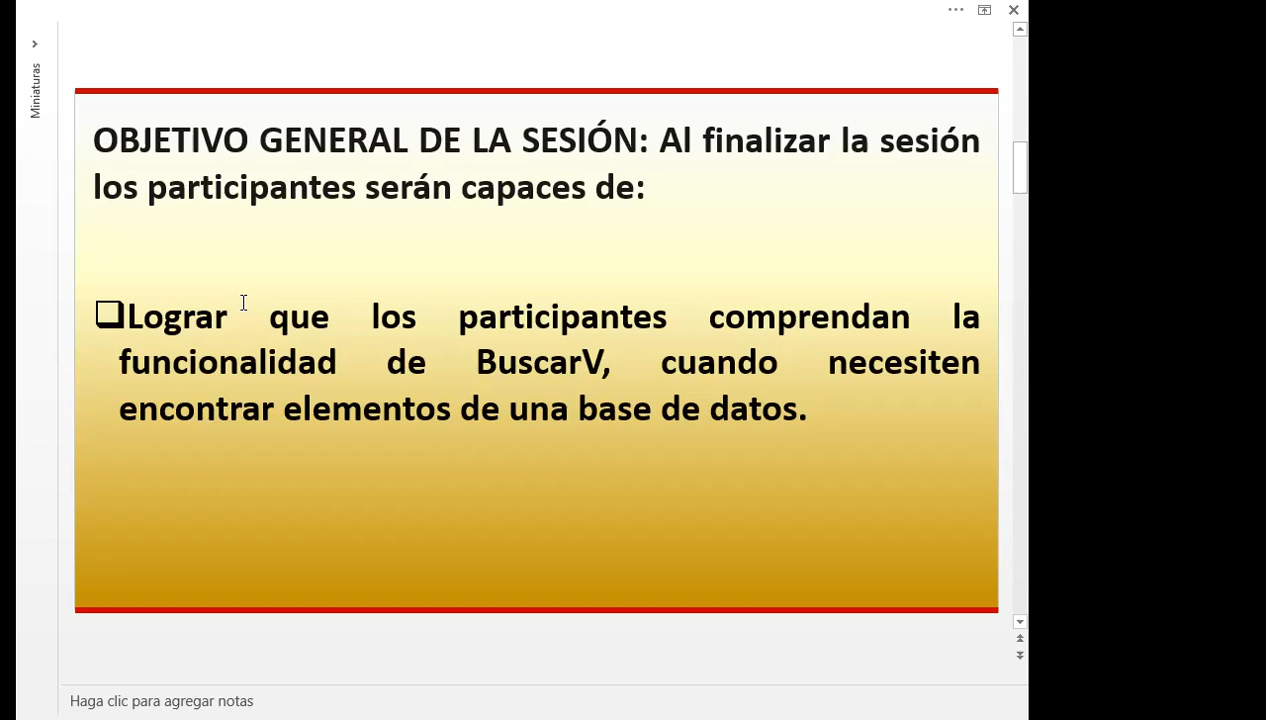 Miniaturas
OBJETIVO GENERAL DE LA SESIÓN: Al finalizar la sesión
los participantes serán capaces de:
❑Lograr que los participantes comprendan la
funcionalidad de BuscarV, cuando necesiten
encontrar elementos de una base de datos.
Haga clic para agregar notas